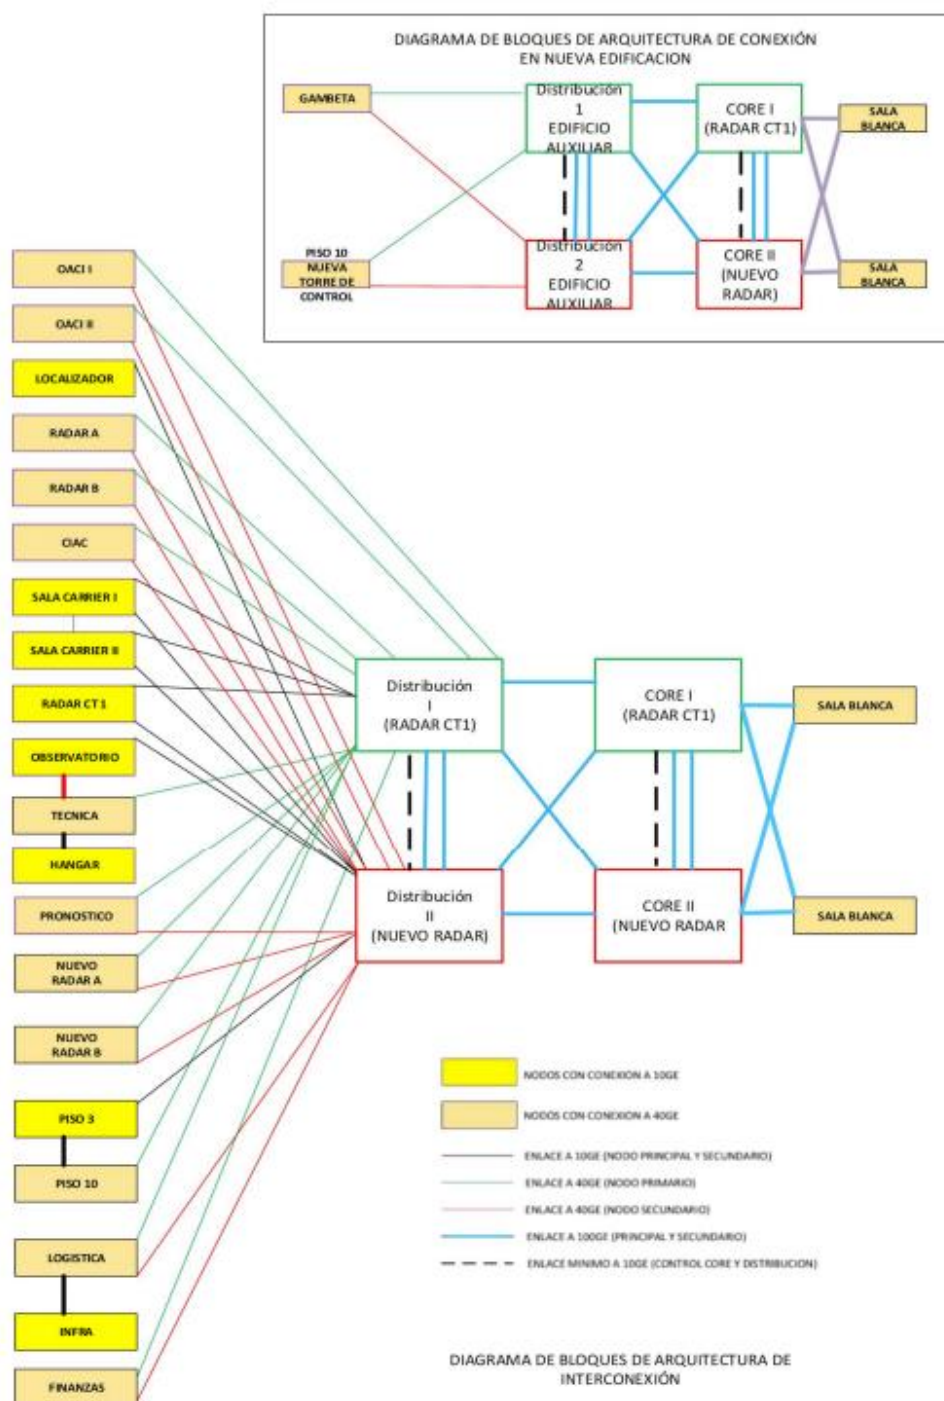 DIAGRAMA DE BLOQUES DE ARQUITECTURA DE CONEXIÓN
EN NUEVA EDIFICACION
GAMBETA
Distribución
1
EDIFICIO
AUXILIAR
CORE I
(RADAR CT1)
SALA
BLANCA
PISO 10
NUEVA
TORRE DE
CONTROL
Distribución
2
EDIFICIO
AUXILIAR
CORE II
(NUEVO
RADAR)
SALA
BLANCA
OACI I
OACI II
LOCALIZADOR
RADAR A
RADAR B
CIAC
SALA CARRIER I
SALA CARRIER II
RADAR CT1
OBSERVATORIO
TECNICA
HANGAR
PRONOSTICO
NUEVO
RADAR A
NUEVO
RADAR B
PISO 3
PISO 10
LOGISTICA
INFRA
FINANZAS
Distribución
I
(RADAR CT1)
CORE I
(RADAR CT1)
SALA BLANCA
Distribución
II
(NUEVO RADAR)
CORE II
(NUEVO RADAR
SALA BLANCA
NODOS CON CONEXION A 10GE
NODOS CON CONEXION A 40GE
ENLACE A 10GE (NODO PRINCIPAL Y SECUNDARIO)
ENLACE A 40GE (NODO PRIMARIO)
ENLACE A 40GE (NODO SECUNDARIO)
ENLACE A 100GE (PRINCIPAL Y SECUNDARIO)
ENLACE MINIMO A 10GE (CONTROL CORE Y DISTRIBUCION)
DIAGRAMA DE BLOQUES DE ARQUITECTURA DE
INTERCONEXIÓN